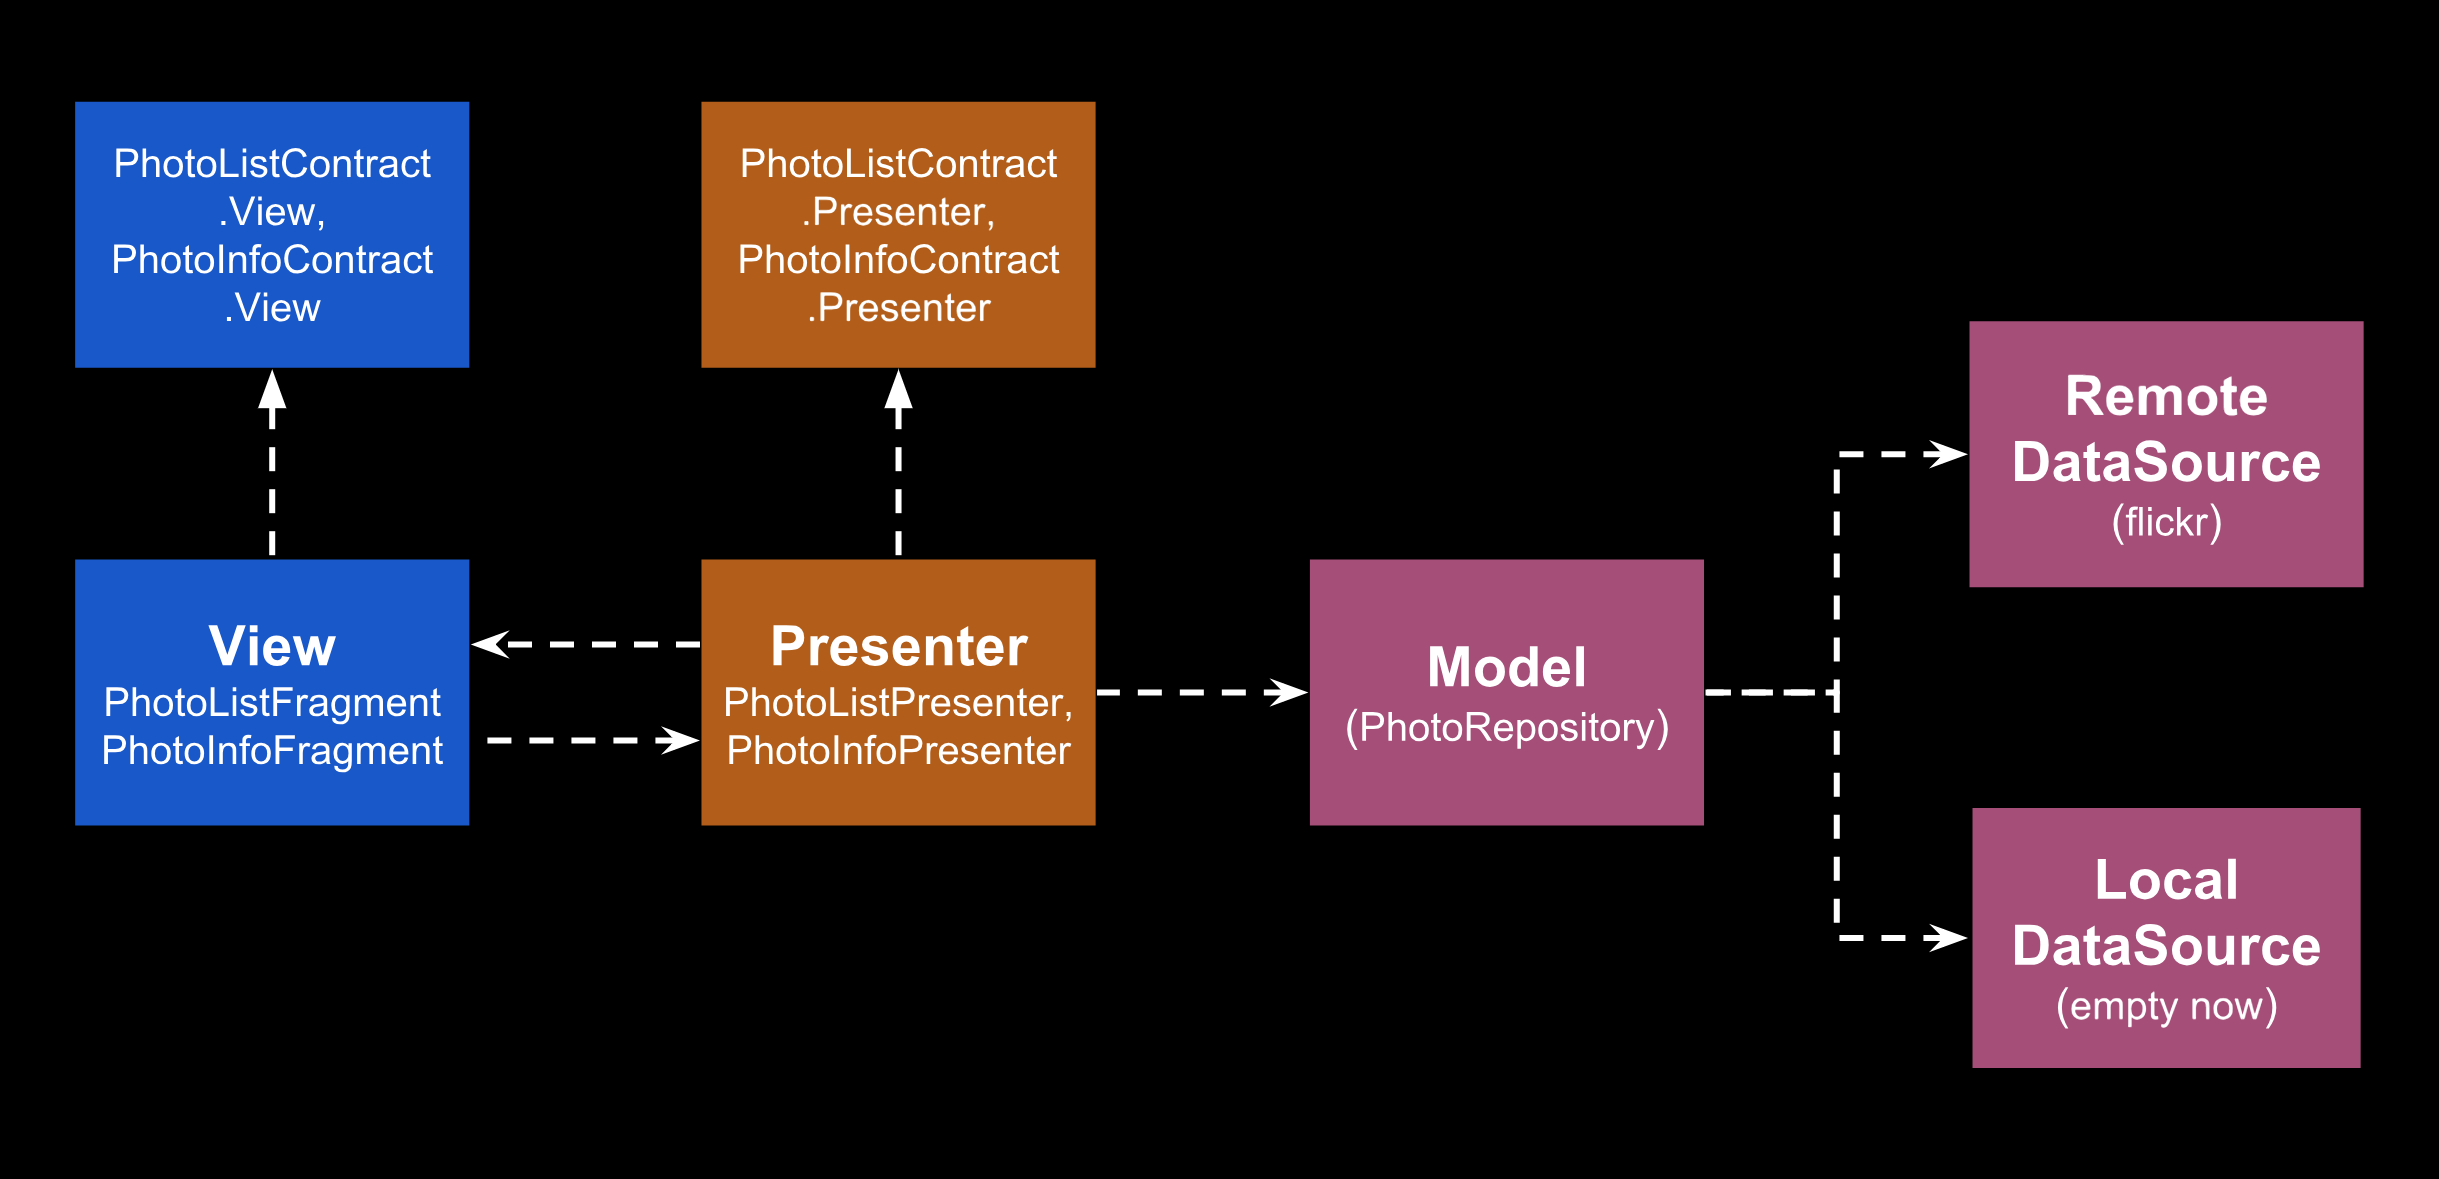 PhotoListContract
.View,
PhotoInfoContract
.View
PhotoListContract
.Presenter,
PhotoInfoContract
.Presenter
Remote
DataSource
(flickr)
View
PhotoListFragment
PhotoInfoFragment
Presenter
PhotoListPresenter,
PhotoInfoPresenter
Model
(PhotoRepository)
Local
DataSource
(empty now)